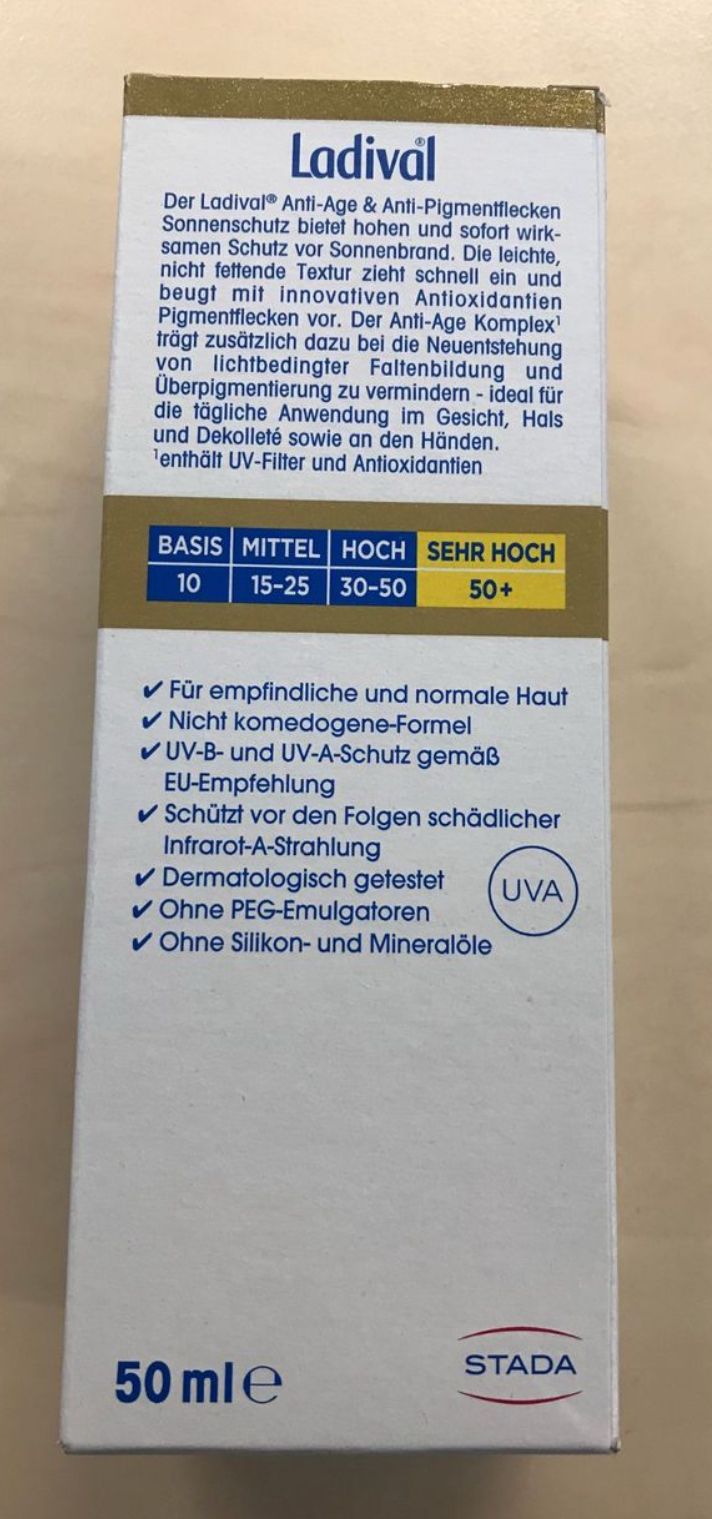 Ladival®
Der Ladival® Anti-Age & Anti-Pigmentflecken
Sonnenschutz bietet hohen und sofort wirk-
samen Schutz vor Sonnenbrand. Die leichte,
nicht fettende Textur zieht schnell ein und
beugt mit innovativen Antioxidantien
Pigmentflecken vor. Der Anti-Age Komplex¹
trägt zusätzlich dazu bei die Neuentstehung
von lichtbedingter Faltenbildung und
Überpigmentierung zu vermindern - ideal für
die tägliche Anwendung im Gesicht, Hals
und Dekolleté sowie an den Händen.
¹enthält UV-Filter und Antioxidantien
BASIS MITTEL HOCH SEHR HOCH
10 15-25 30-50 50+
✔ Für empfindliche und normale Haut
✔ Nicht komedogene-Formel
✔ UV-B- und UV-A-Schutz gemäß
EU-Empfehlung
✔ Schützt vor den Folgen schädlicher
Infrarot-A-Strahlung
✔ Dermatologisch getestet
UVA
✔ Ohne PEG-Emulgatoren
✔ Ohne Silikon- und Mineralöle
50 ml ℮
STADA